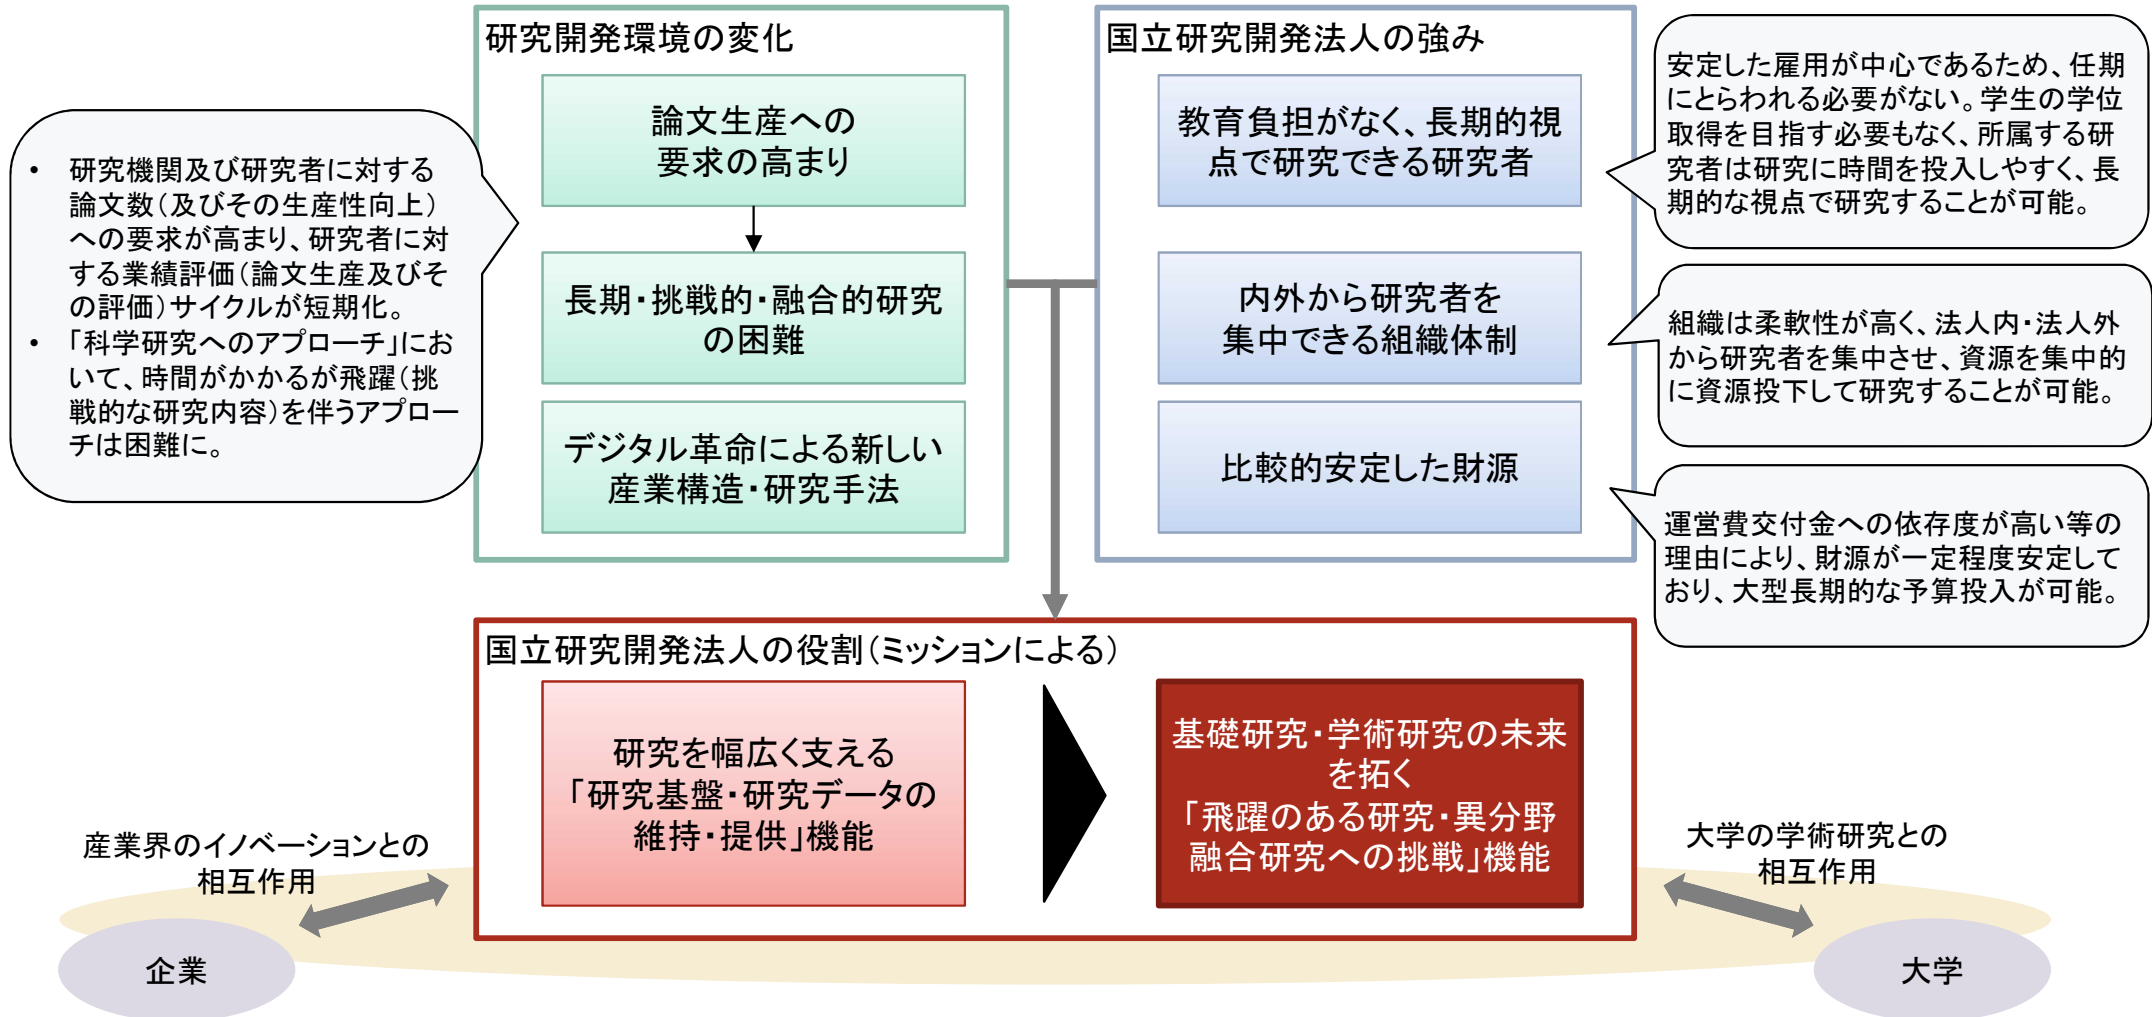 研究開発環境の変化
論文生産への
要求の高まり
長期・挑戦的・融合的研究
の困難
デジタル革命による新しい
産業構造・研究手法
• 研究機関及び研究者に対する
論文数(及びその生産性向上)
への要求が高まり、研究者に対
する業績評価(論文生産及びそ
の評価)サイクルが短期化。
• 「科学研究へのアプローチ」にお
いて、時間がかかるが飛躍(挑
戦的な研究内容)を伴うアプロー
チは困難に。
国立研究開発法人の強み
教育負担がなく、長期的視
点で研究できる研究者
内外から研究者を
集中できる組織体制
比較的安定した財源
安定した雇用が中心であるため、任期
にとらわれる必要がない。学生の学位
取得を目指す必要もなく、所属する研
究者は研究に時間を投入しやすく、長
期的な視点で研究することが可能。
組織は柔軟性が高く、法人内・法人外
から研究者を集中させ、資源を集中的
に資源投下して研究することが可能。
運営費交付金への依存度が高い等の
理由により、財源が一定程度安定して
おり、大型長期的な予算投入が可能。
国立研究開発法人の役割(ミッションによる)
研究を幅広く支える
「研究基盤・研究データの
維持・提供」機能
基礎研究・学術研究の未来
を拓く
「飛躍のある研究・異分野
融合研究への挑戦」機能
産業界のイノベーションとの
相互作用
企業
大学の学術研究との
相互作用
大学